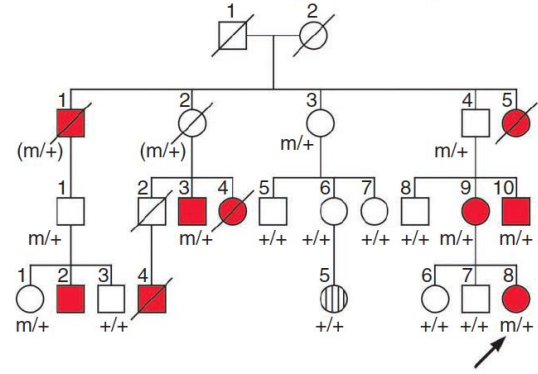 1 2
1 2 3 4 5
(m/+) (m/+) m/+ m/+
1 2 3 4 5 6 7 8 9 10
m/+ m/+ +/+ +/+ +/+ +/+ m/+ m/+
1 2 3 4 5 6 7 8
m/+ +/+ +/+ +/+ +/+ m/+